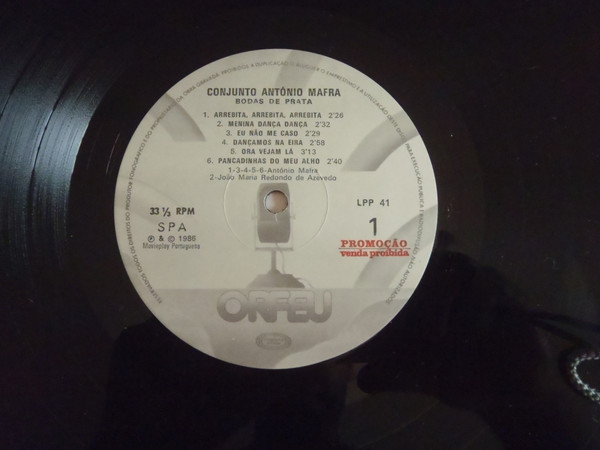 CONJUNTO ANTÓNIO MAFRA
BODAS DE PRATA
1. ARREBITA, ARREBITA, ARREBITA 2'26
2. MENINA DANÇA DANÇA 2'32
3. EU NÃO ME CASO 2'29
4. DANÇAMOS NA EIRA 2'58
5. ORA VEJAM LÁ 3'13
6. PANCADINHAS DO MEU ALHO 2'40
1-3-4-5-6-António Mafra
2-João Maria Redondo de Azevedo
33 ⅓ RPM
SPA
℗ & © 1986
Movieplay Portuguesa
LPP 41
1
PROMOÇÃO
venda proibida
ORFEU